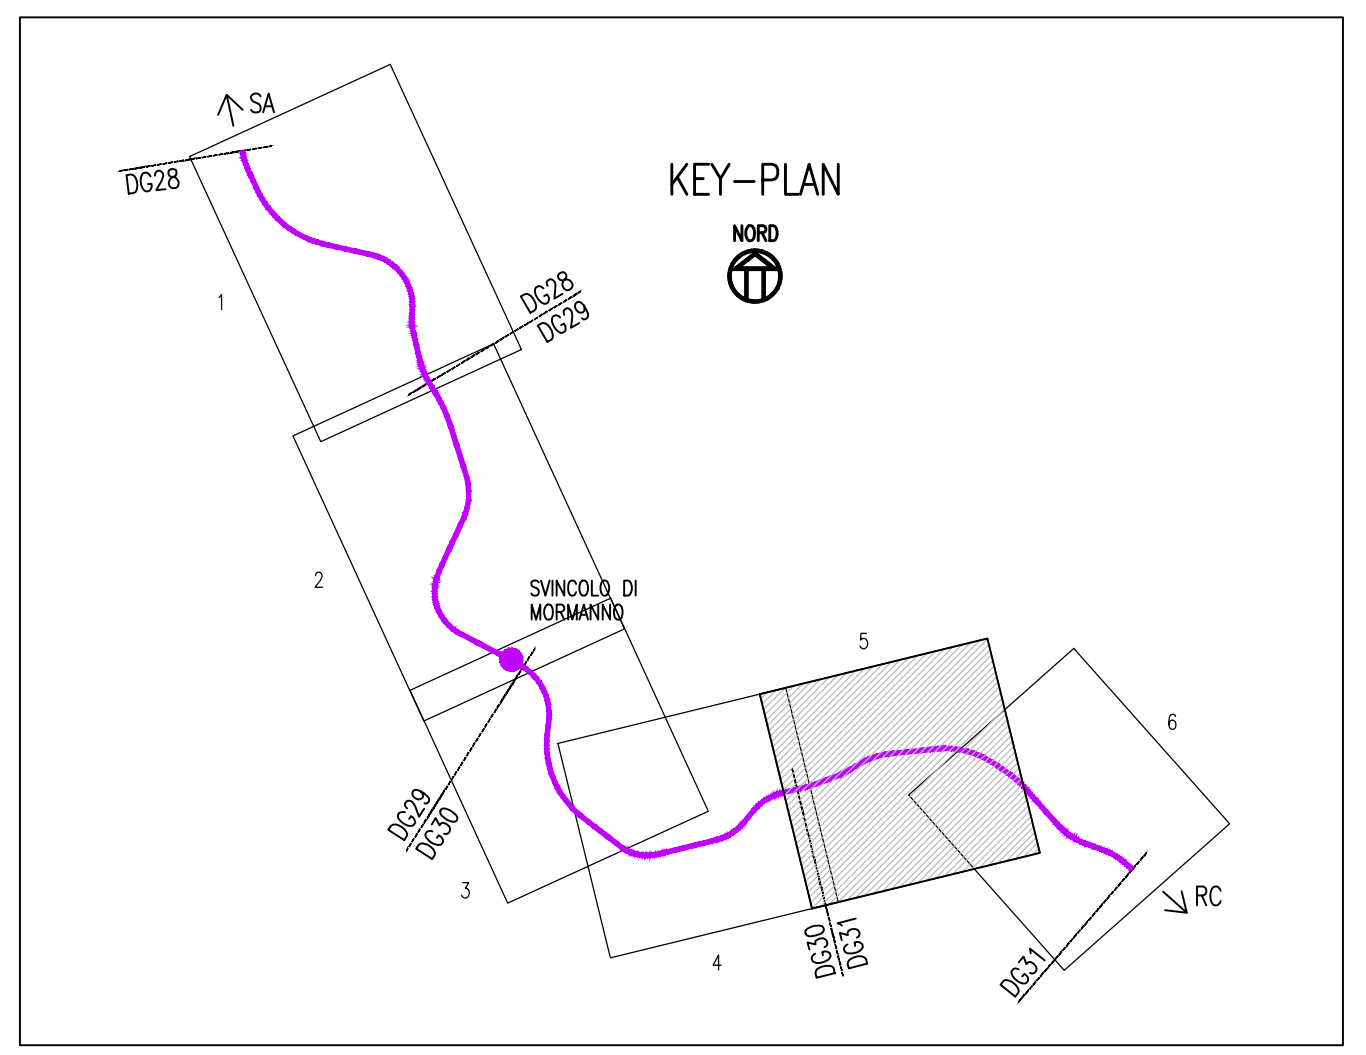 SA
DG28
KEY-PLAN
NORD
1
DG28
DG29
2
SVINCOLO DI
MORMANNO
5
6
DG29
DG30
3
RC
DG30
DG31
4
DG31